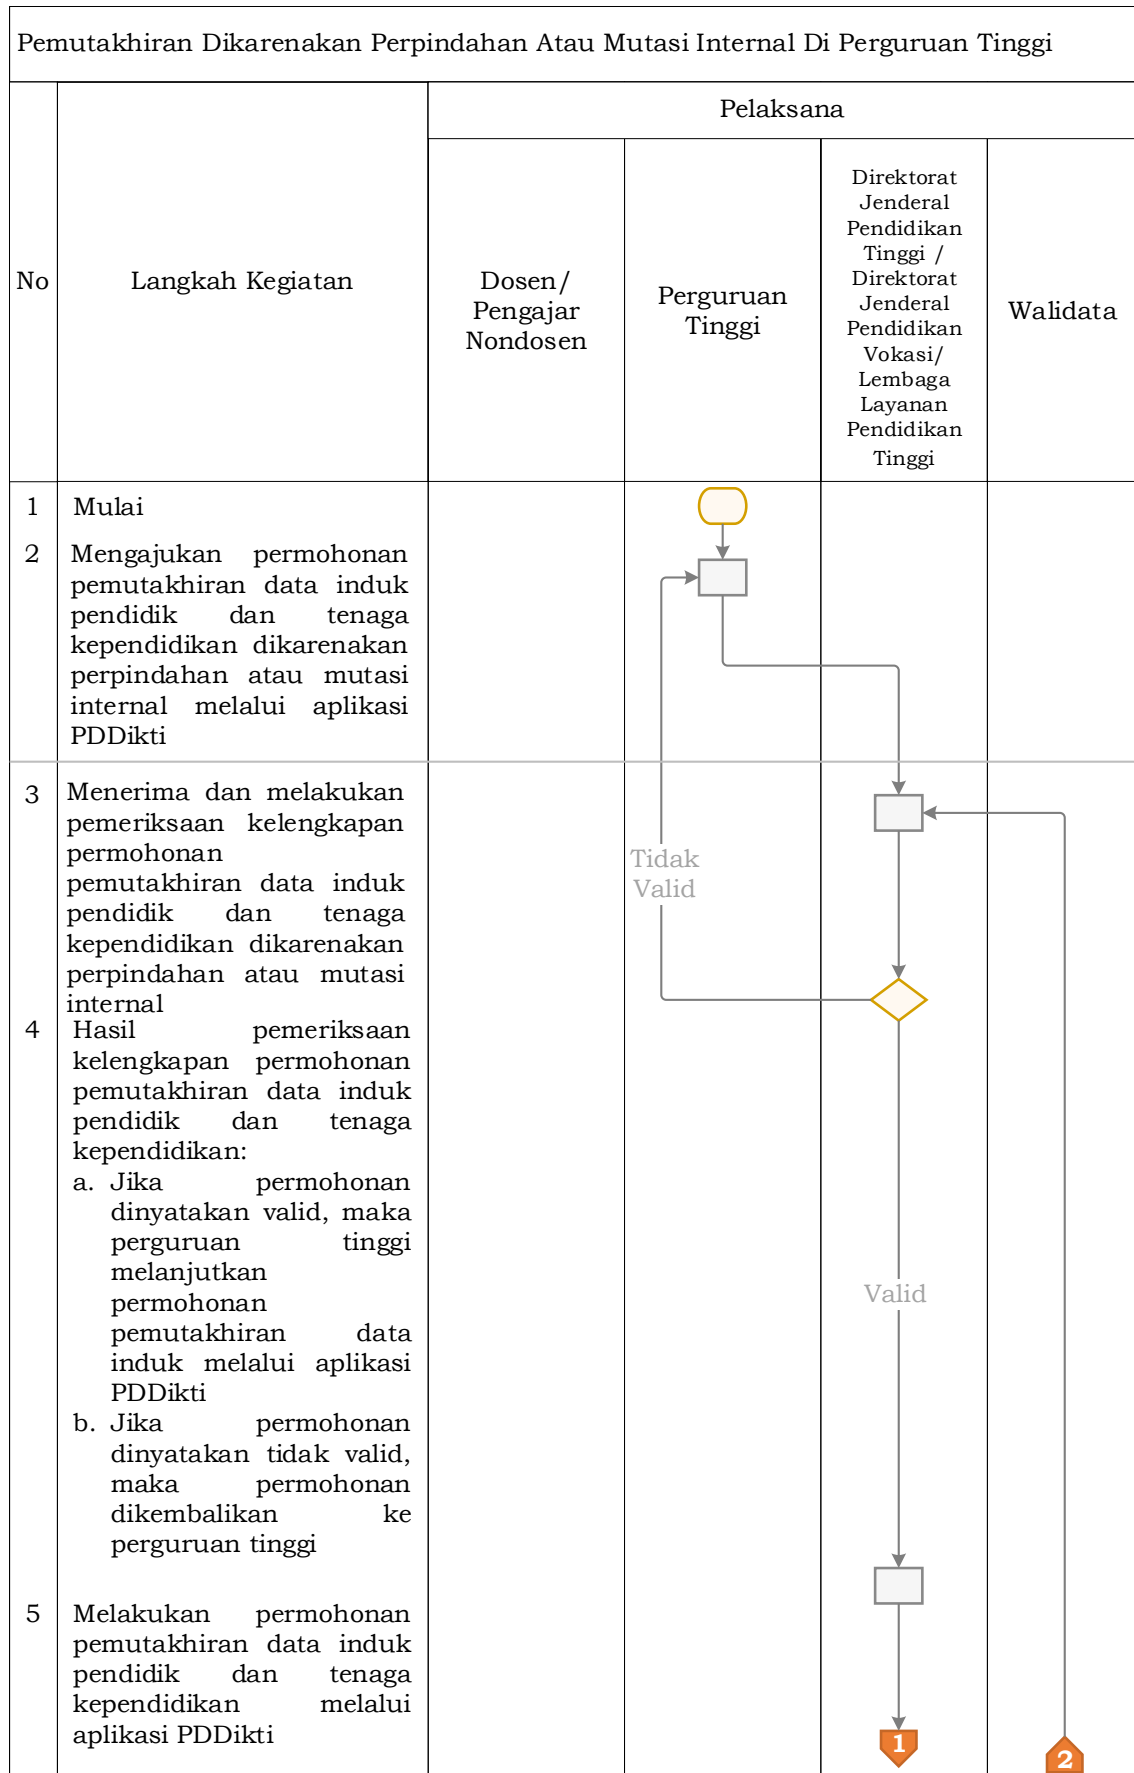 Pemutakhiran Dikarenakan Perpindahan Atau Mutasi Internal Di Perguruan Tinggi
No
Langkah Kegiatan
Pelaksana
Dosen/
Pengajar
Nondosen
Perguruan
Tinggi
Direktorat
Jenderal
Pendidikan
Tinggi /
Direktorat
Jenderal
Pendidikan
Vokasi/
Lembaga
Layanan
Pendidikan
Tinggi
Walidata
1 Mulai
2 Mengajukan permohonan
pemutakhiran data induk
pendidik dan tenaga
kependidikan dikarenakan
perpindahan atau mutasi
internal melalui aplikasi
PDDikti
3 Menerima dan melakukan
pemeriksaan kelengkapan
permohonan
pemutakhiran data induk
pendidik dan tenaga
kependidikan dikarenakan
perpindahan atau mutasi
internal
Tidak
Valid
4 Hasil pemeriksaan
kelengkapan permohonan
pemutakhiran data induk
pendidik dan tenaga
kependidikan:
a. Jika permohonan
dinyatakan valid, maka
perguruan tinggi
melanjutkan
permohonan
pemutakhiran data
induk melalui aplikasi
PDDikti
b. Jika permohonan
dinyatakan tidak valid,
maka permohonan
dikembalikan ke
perguruan tinggi
Valid
5 Melakukan permohonan
pemutakhiran data induk
pendidik dan tenaga
kependidikan melalui
aplikasi PDDikti
1
2